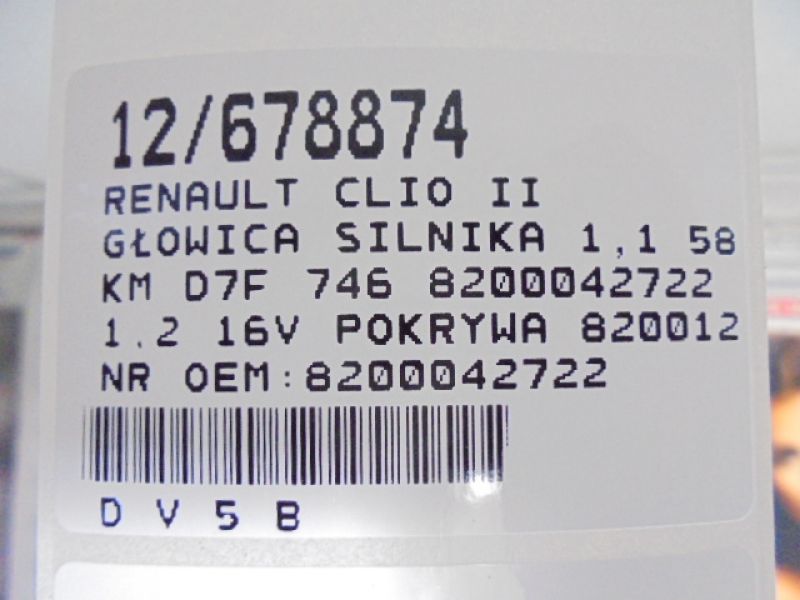 12/678874
RENAULT CLIO II
GŁOWICA SILNIKA 1,1 58
KM D7F 746 8200042722
1.2 16V POKRYWA 820012
NR OEM:8200042722
D V 5 B